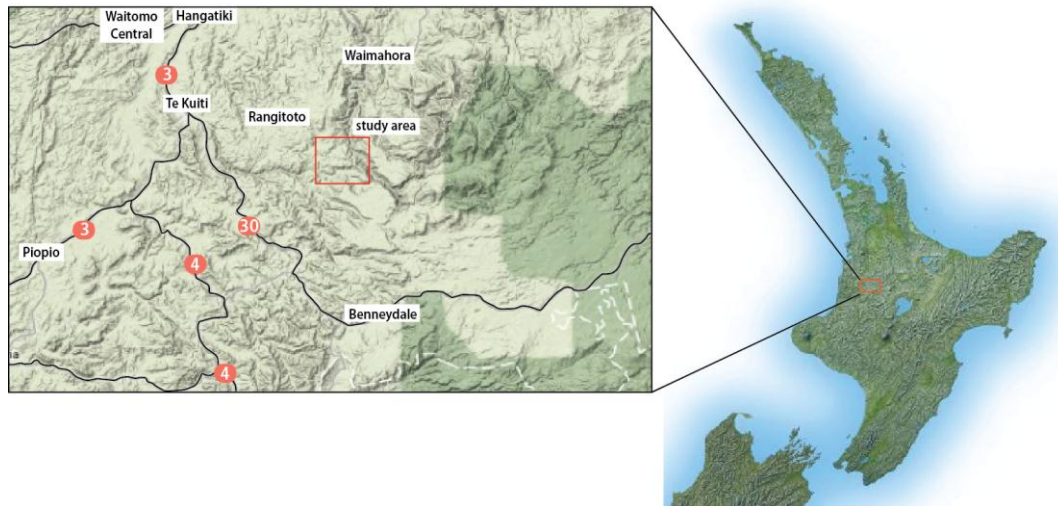 Waitomo
Central
Hangatiki
3
Waimahora
Te Kuiti
Rangitoto
study area
3
30
Piopio
4
Benneydale
4